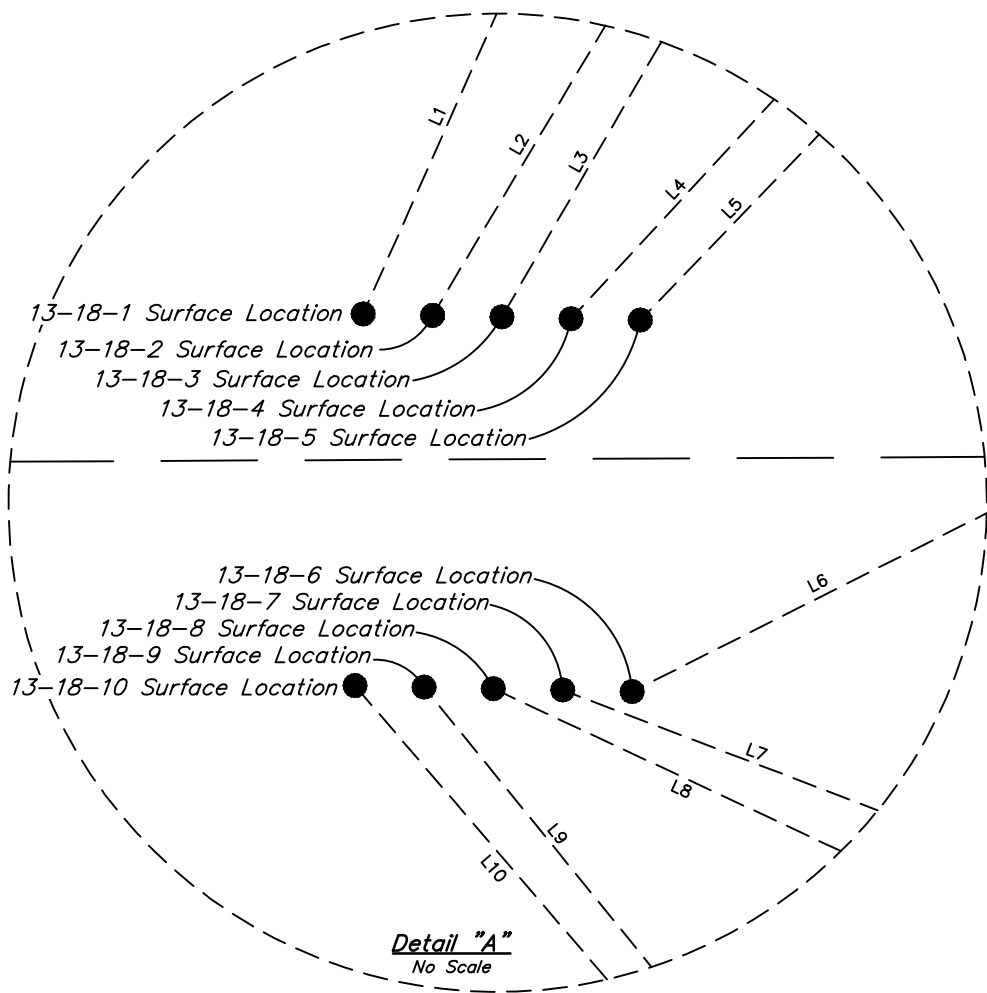 L1
L2
L3
L4
L5
13-18-1 Surface Location
13-18-2 Surface Location
13-18-3 Surface Location
13-18-4 Surface Location
13-18-5 Surface Location
13-18-6 Surface Location
L6
13-18-7 Surface Location
13-18-8 Surface Location
13-18-9 Surface Location
13-18-10 Surface Location
L7
L8
L9
L10
Detail "A"
No Scale